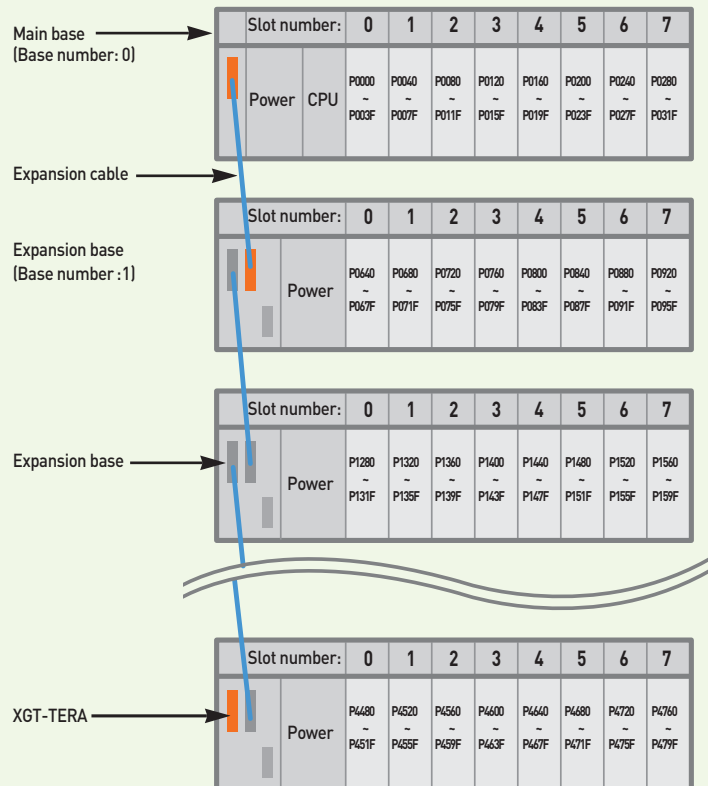 Main base
(Base number: 0)
Slot number: 0 1 2 3 4 5 6 7
Power CPU
P0000 ~ P003F
P0040 ~ P007F
P0080 ~ P011F
P0120 ~ P015F
P0160 ~ P019F
P0200 ~ P023F
P0240 ~ P027F
P0280 ~ P031F
Expansion cable
Expansion base
(Base number :1)
Slot number: 0 1 2 3 4 5 6 7
Power
P0640 ~ P067F
P0680 ~ P071F
P0720 ~ P075F
P0760 ~ P079F
P0800 ~ P083F
P0840 ~ P087F
P0880 ~ P091F
P0920 ~ P095F
Expansion base
Slot number: 0 1 2 3 4 5 6 7
Power
P1280 ~ P131F
P1320 ~ P135F
P1360 ~ P139F
P1400 ~ P143F
P1440 ~ P147F
P1480 ~ P151F
P1520 ~ P155F
P1560 ~ P159F
XGT-TERA
Slot number: 0 1 2 3 4 5 6 7
Power
P4480 ~ P451F
P4520 ~ P455F
P4560 ~ P459F
P4600 ~ P463F
P4640 ~ P467F
P4680 ~ P471F
P4720 ~ P475F
P4760 ~ P479F